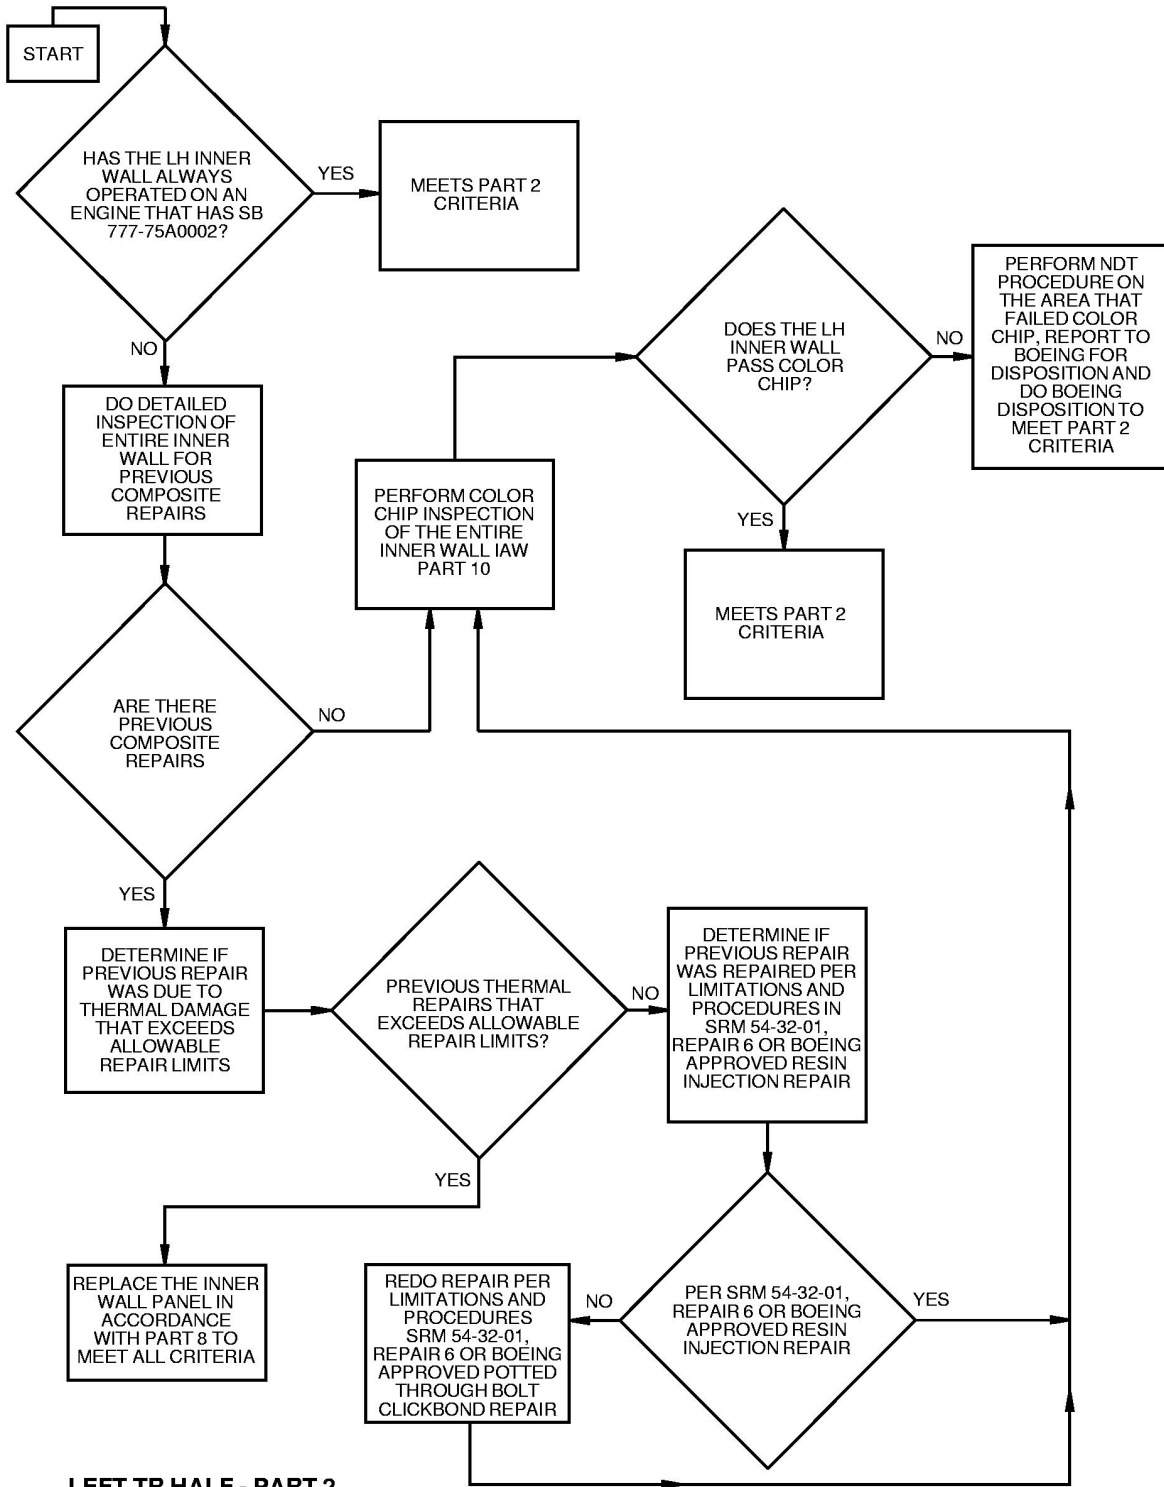 START
HAS THE LH INNER
WALL ALWAYS
OPERATED ON AN
ENGINE THAT HAS SB
777-75A0002?
YES
MEETS PART 2
CRITERIA
NO
DO DETAILED
INSPECTION OF
ENTIRE INNER
WALL FOR
PREVIOUS
COMPOSITE
REPAIRS
PERFORM COLOR
CHIP INSPECTION
OF THE ENTIRE
INNER WALL IAW
PART 10
DOES THE LH
INNER WALL
PASS COLOR
CHIP?
NO
PERFORM NDT
PROCEDURE ON
THE AREA THAT
FAILED COLOR
CHIP, REPORT TO
BOEING FOR
DISPOSITION AND
DO BOEING
DISPOSITION TO
MEET PART 2
CRITERIA
YES
MEETS PART 2
CRITERIA
ARE THERE
PREVIOUS
COMPOSITE
REPAIRS
NO
YES
DETERMINE IF
PREVIOUS REPAIR
WAS DUE TO
THERMAL DAMAGE
THAT EXCEEDS
ALLOWABLE
REPAIR LIMITS
PREVIOUS THERMAL
REPAIRS THAT
EXCEEDS ALLOWABLE
REPAIR LIMITS?
NO
DETERMINE IF
PREVIOUS REPAIR
WAS REPAIRED PER
LIMITATIONS AND
PROCEDURES IN
SRM 54-32-01,
REPAIR 6 OR BOEING
APPROVED RESIN
INJECTION REPAIR
YES
REPLACE THE INNER
WALL PANEL IN
ACCORDANCE
WITH PART 8 TO
MEET ALL CRITERIA
REDO REPAIR PER
LIMITATIONS AND
PROCEDURES
SRM 54-32-01,
REPAIR 6 OR BOEING
APPROVED POTTED
THROUGH BOLT
CLICKBOND REPAIR
NO
PER SRM 54-32-01,
REPAIR 6 OR BOEING
APPROVED RESIN
INJECTION REPAIR
YES
LEFT TR HALF - PART 2